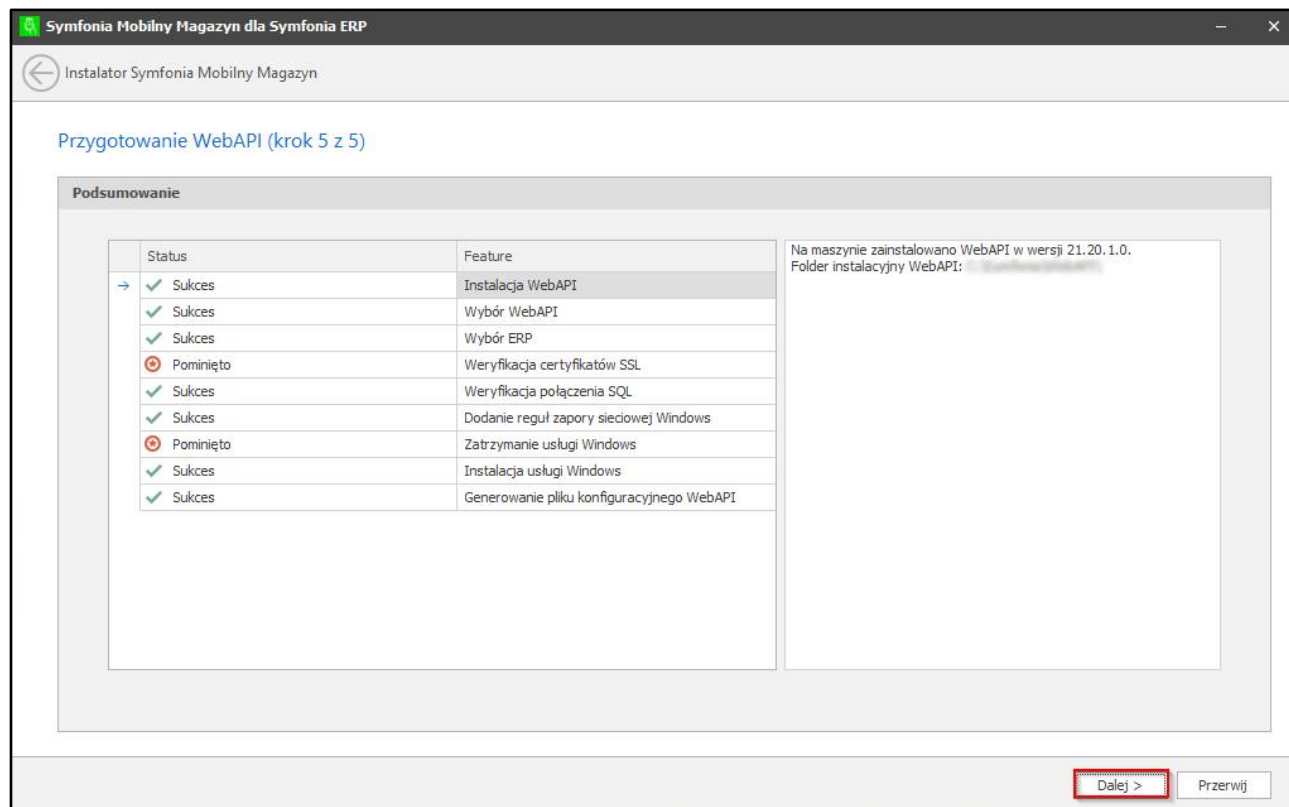 Symfonia Mobilny Magazyn dla Symfonia ERP
Instalator Symfonia Mobilny Magazyn
Przygotowanie WebAPI (krok 5 z 5)
Podsumowanie
Status Feature
Sukces Instalacja WebAPI
Sukces Wybór WebAPI
Sukces Wybór ERP
Pominięto Weryfikacja certyfikatów SSL
Sukces Weryfikacja połączenia SQL
Sukces Dodanie reguł zapory sieciowej Windows
Pominięto Zatrzymanie usługi Windows
Sukces Instalacja usługi Windows
Sukces Generowanie pliku konfiguracyjnego WebAPI
Na maszynie zainstalowano WebAPI w wersji 21.20.1.0.
Folder instalacyjny WebAPI:
Dalej > Przerwij